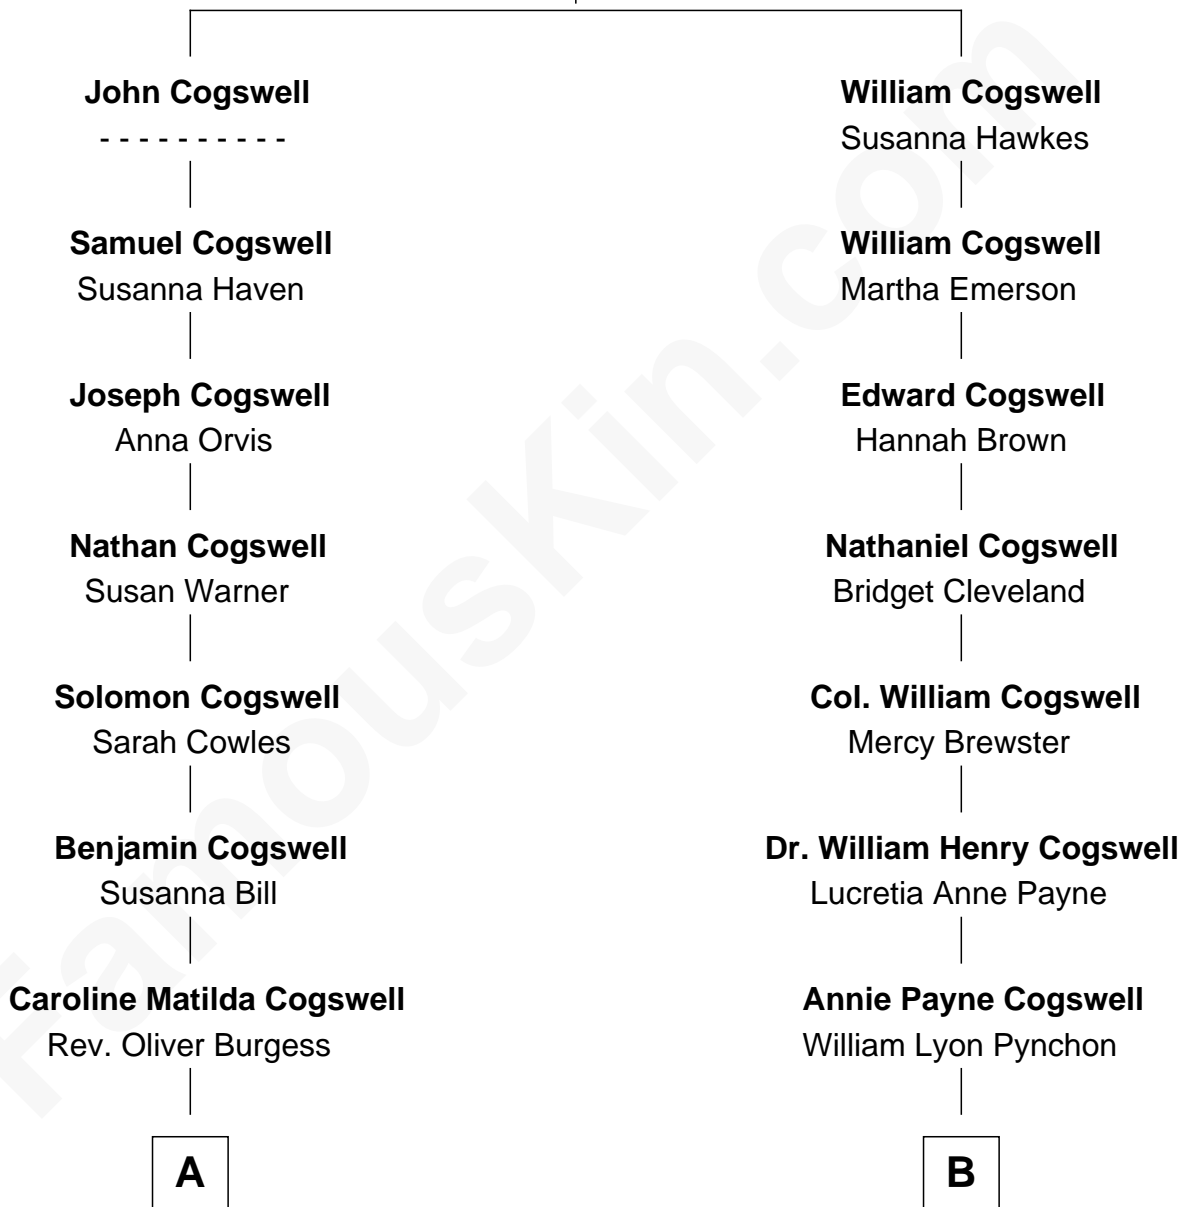 John Cogswell
- - - - - - - - - -
Samuel Cogswell
Susanna Haven
Joseph Cogswell
Anna Orvis
Nathan Cogswell
Susan Warner
Solomon Cogswell
Sarah Cowles
Benjamin Cogswell
Susanna Bill
Caroline Matilda Cogswell
Rev. Oliver Burgess
A
William Cogswell
Susanna Hawkes
William Cogswell
Martha Emerson
Edward Cogswell
Hannah Brown
Nathaniel Cogswell
Bridget Cleveland
Col. William Cogswell
Mercy Brewster
Dr. William Henry Cogswell
Lucretia Anne Payne
Annie Payne Cogswell
William Lyon Pynchon
B
FamousKin.com